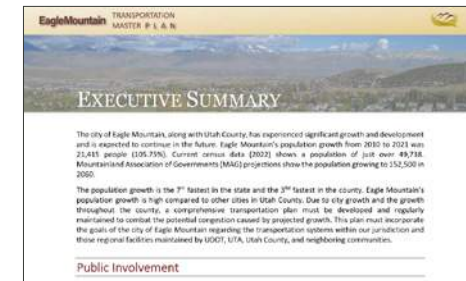 EagleMountain TRANSPORTATION
MASTER P L A N
EXECUTIVE SUMMARY
The city of Eagle Mountain, along with Utah County, has experienced significant growth and development
and is expected to continue in the future. Eagle Mountain's population growth from 2010 to 2021 was
21,415 people (105.75%). Current census data (2022) shows a population of just over 49,718.
Mountainland Association of Governments (MAG) projections show the population growing to 152,500 in
2060.
The population growth is the 7th fastest in the state and the 3rd fastest in the county. Eagle Mountain's
population growth is high compared to other cities in Utah County. Due to city growth and the growth
throughout the county, a comprehensive transportation plan must be developed and regularly
maintained to combat the potential congestion caused by projected growth. This plan must incorporate
the goals of the city of Eagle Mountain regarding the transportation systems within our jurisdiction and
those regional facilities maintained by UDOT, UTA, Utah County, and neighboring communities.
Public Involvement